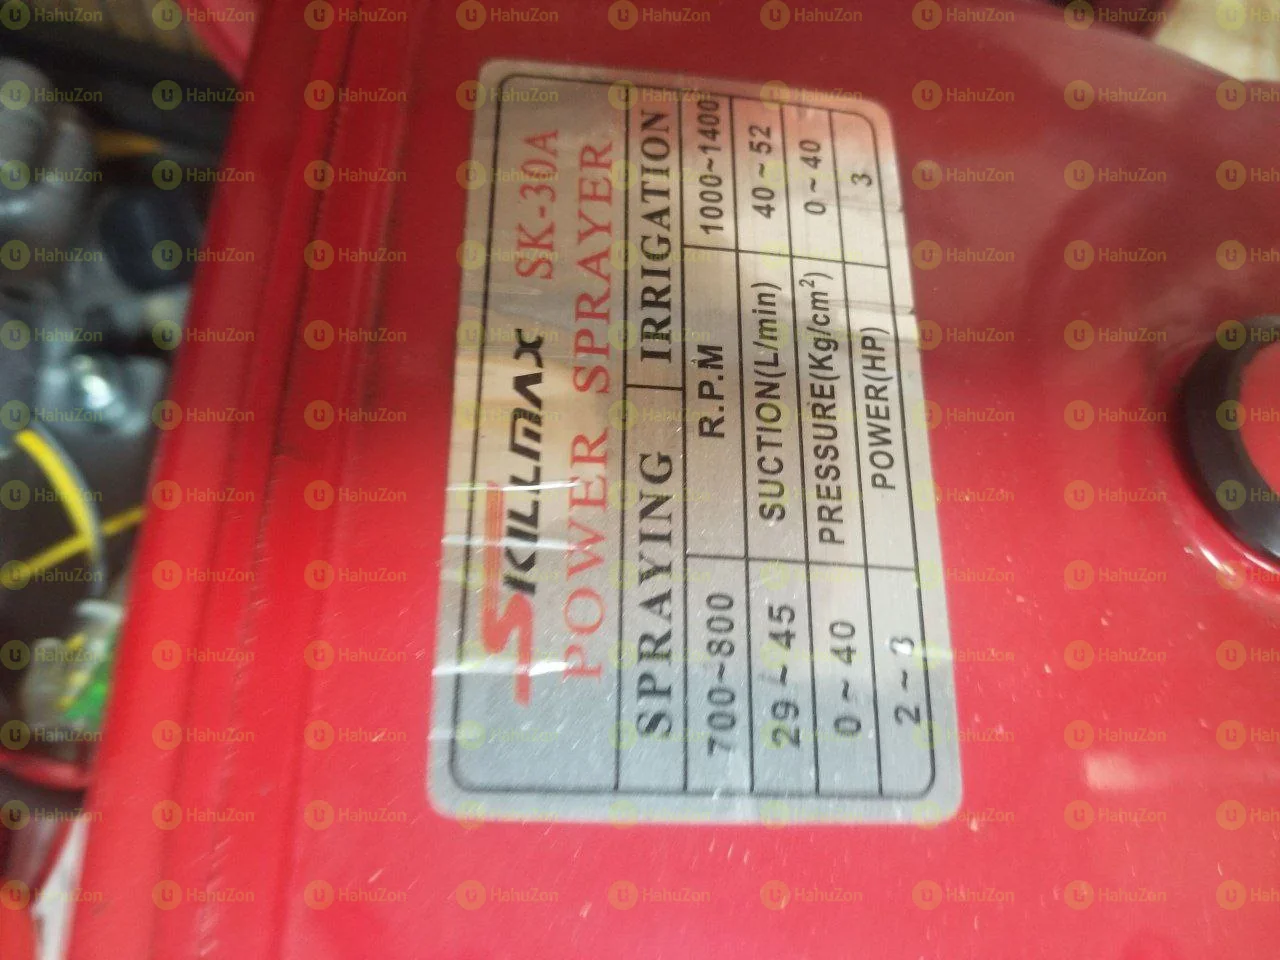 SKILLMAX SK-30A
POWER SPRAYER
SPRAYING IRRIGATION
700~800 R.P.M 1000~1400
29~45 SUCTION(L/min) 40~52
0~40 PRESSURE(Kg/cm²) 0~40
2~3 POWER(HP) 3
HahuZon